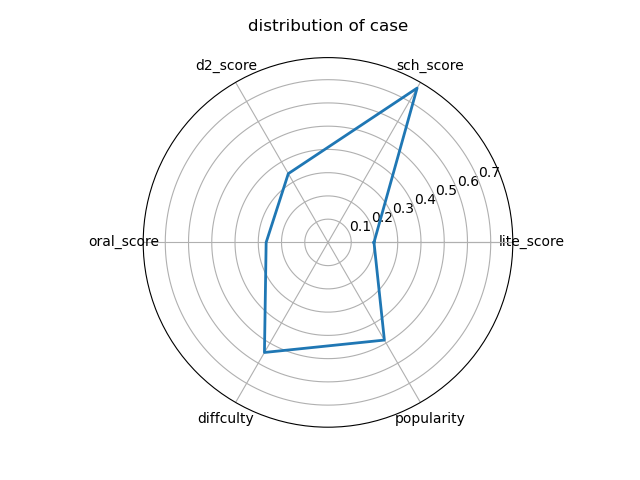 distribution of case
d2_score
sch_score
0.7
0.6
0.5
0.4
0.3
0.2
0.1
oral_score
lite_score
diffculty
popularity